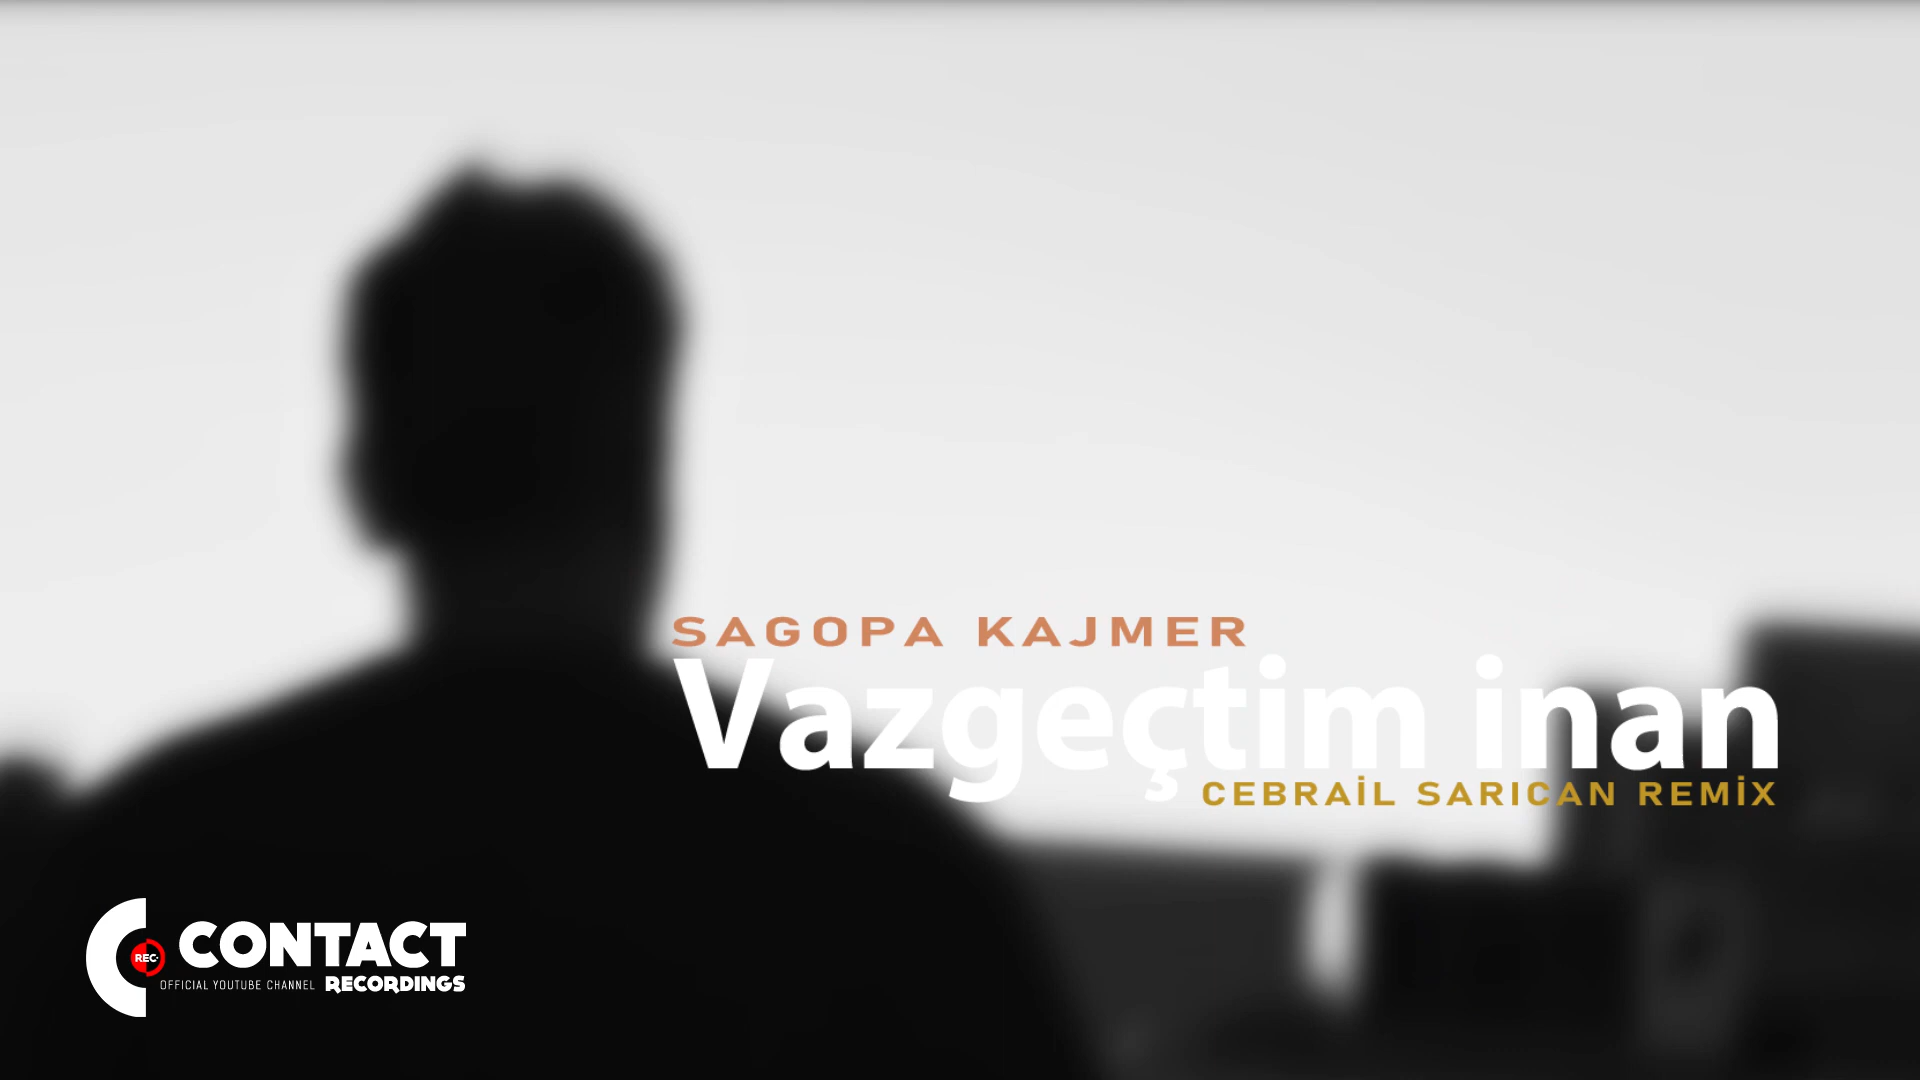 SAGOPA KAJMER
Vazgeçtim inan
CEBRAİL SARICAN REMİX
REC
CONTACT
OFFICIAL YOUTUBE CHANNEL RECORDINGS